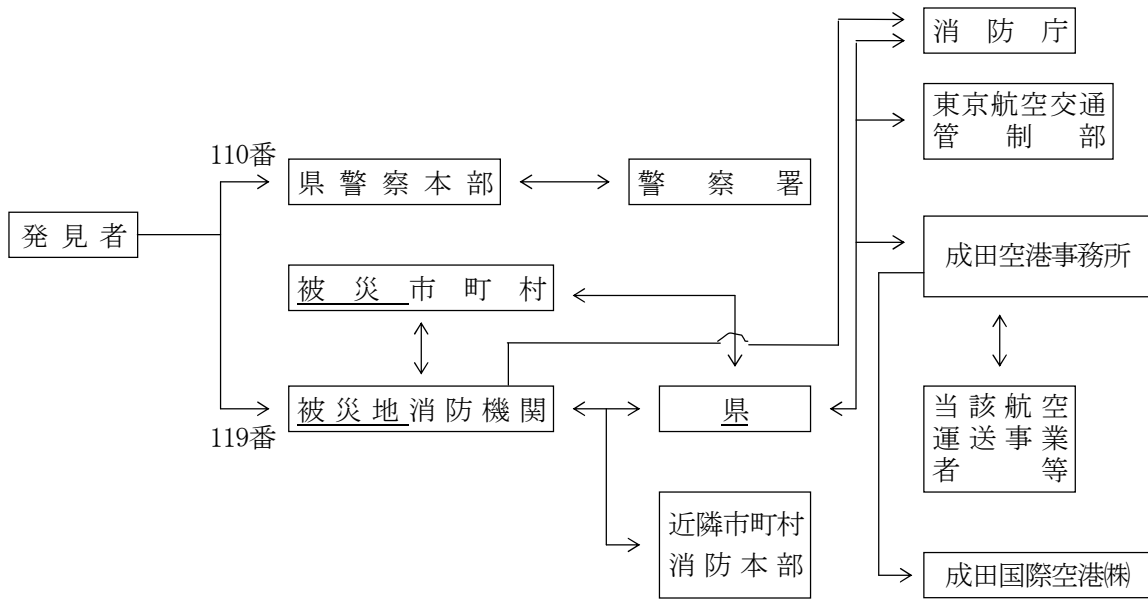 消防庁
東京航空交通
管制部
110番
県警察本部
警察署
発見者
成田空港事務所
被災市町村
被災地消防機関
県
119番
当該航空
運送事業
者等
近隣市町村
消防本部
成田国際空港㈱